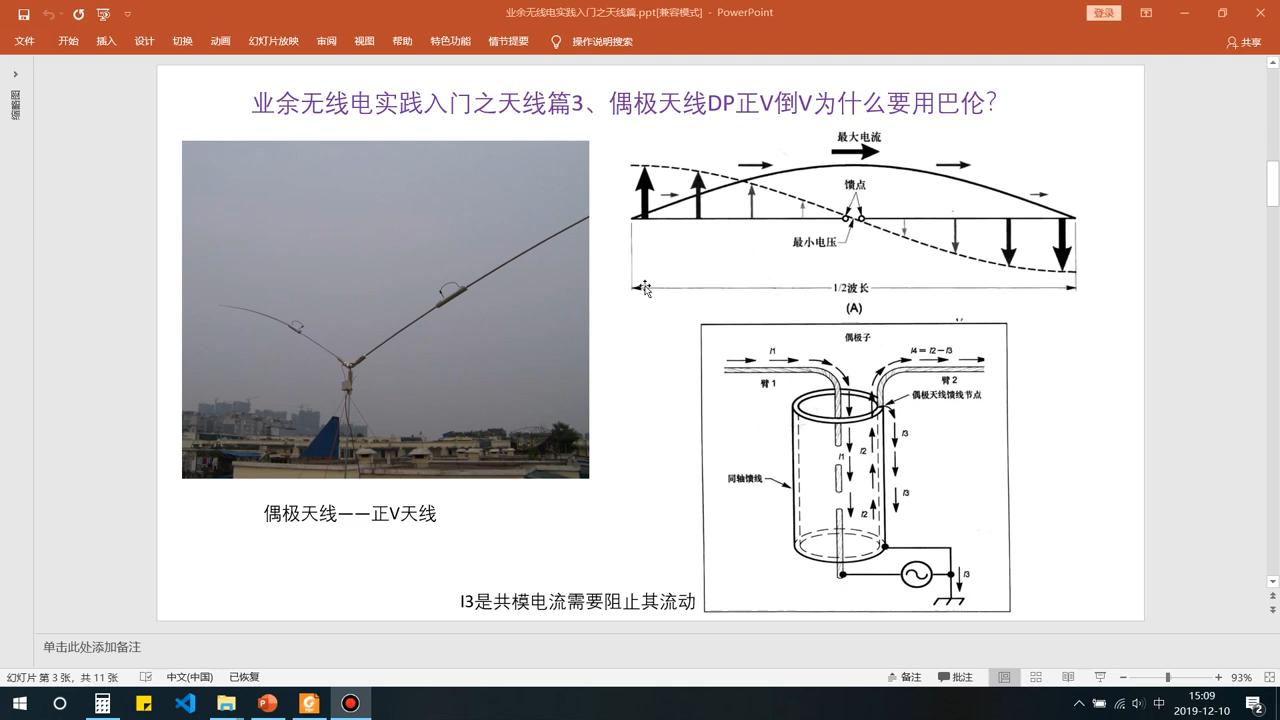 业余无线电实践入门之天线篇.ppt[兼容模式] - PowerPoint
登录
文件 开始 插入 设计 切换 动画 幻灯片放映 审阅 视图 帮助 特色功能 情节提要 操作说明搜索 共享
缩略图
业余无线电实践入门之天线篇3、偶极天线DP正V倒V为什么要用巴伦?
最大电流
馈点
最小电压
1/2波长
(A)
偶极子
I1
I4＝I2－I3
臂 1
臂 2
偶极天线馈线节点
I3
I1
I2
同轴馈线
I3
I2
I3
偶极天线——正V天线
I3是共模电流需要阻止其流动
单击此处添加备注
幻灯片 第 3 张，共 11 张 中文(中国) 已恢复 备注 批注 93%
中
15:09
2019-12-10
2